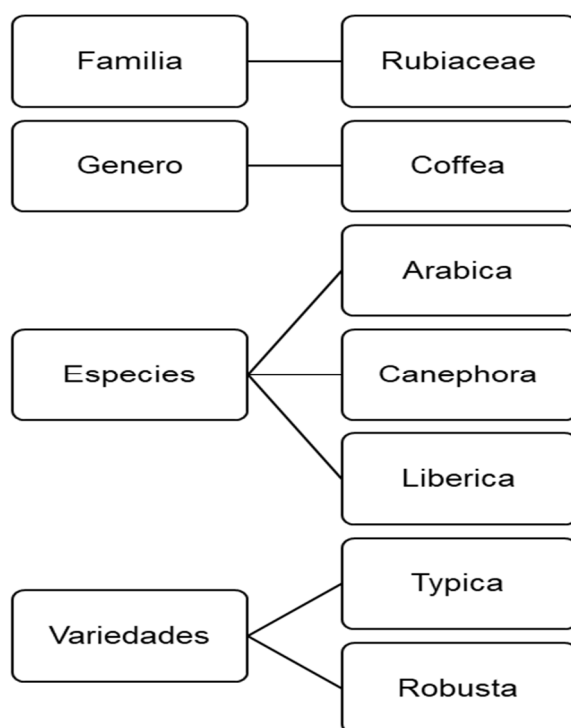 Familia
Rubiaceae
Genero
Coffea
Especies
Arabica
Canephora
Liberica
Variedades
Typica
Robusta